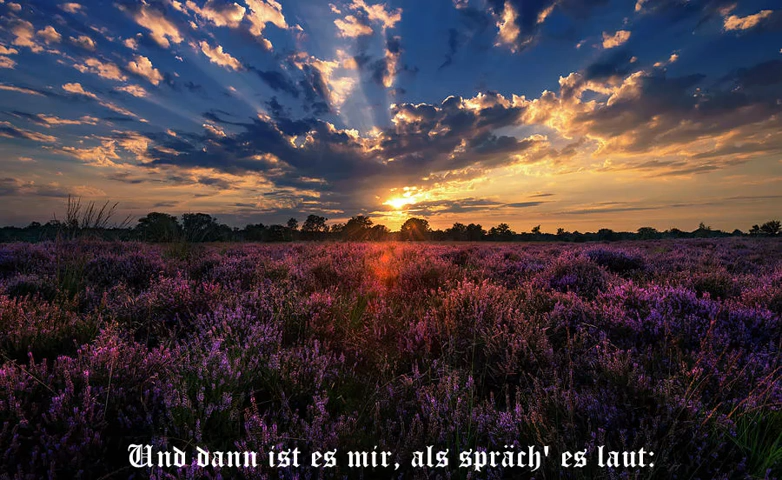 Und dann ist es mir, als spräch' es laut: